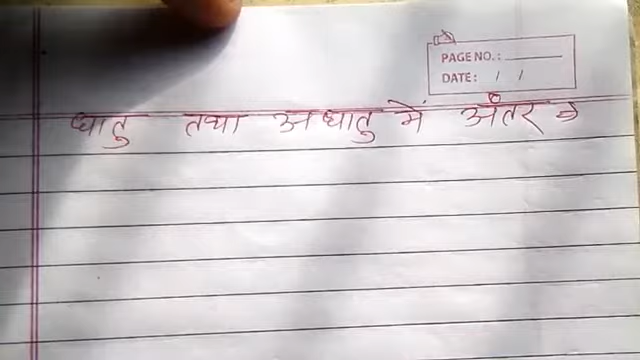 PAGE NO.:
DATE: / /
धातु तथा अधातु में अंतर ⇒